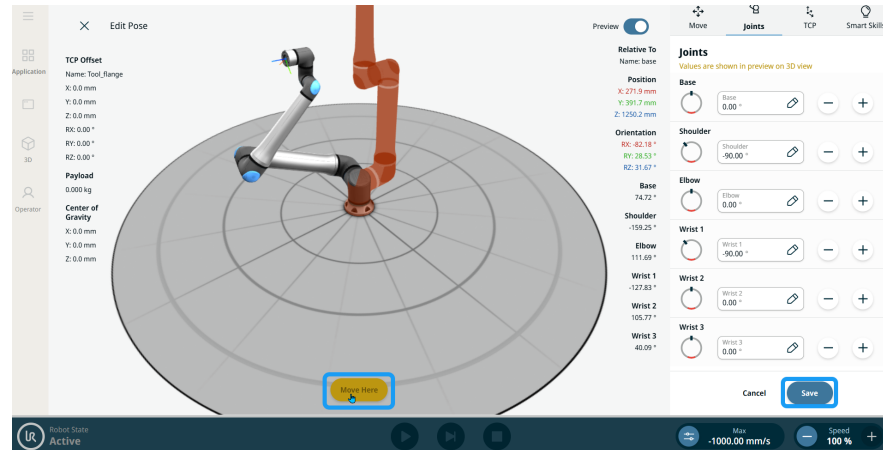 Edit Pose
Preview
TCP Offset
Name: Tool_flange
X: 0.0 mm
Y: 0.0 mm
Z: 0.0 mm
RX: 0.00 °
RY: 0.00 °
RZ: 0.00 °
Payload
0.000 kg
Center of
Gravity
X: 0.0 mm
Y: 0.0 mm
Z: 0.0 mm
Application
3D
Operator
Relative To
Name: base
Position
X: 271.9 mm
Y: 391.7 mm
Z: 1250.2 mm
Orientation
RX: -82.18 °
RY: 28.53 °
RZ: 31.67 °
Base
74.72 °
Shoulder
-159.25 °
Elbow
111.69 °
Wrist 1
-127.83 °
Wrist 2
105.77 °
Wrist 3
40.09 °
Move Here
Move
Joints
TCP
Smart Skills
Joints
Values are shown in preview on 3D view
Base
Base
0.00 °
Shoulder
Shoulder
-90.00 °
Elbow
Elbow
0.00 °
Wrist 1
Wrist 1
-90.00 °
Wrist 2
Wrist 2
0.00 °
Wrist 3
Wrist 3
0.00 °
Cancel
Save
UR
Robot State
Active
Max
-1000.00 mm/s
Speed
100 %